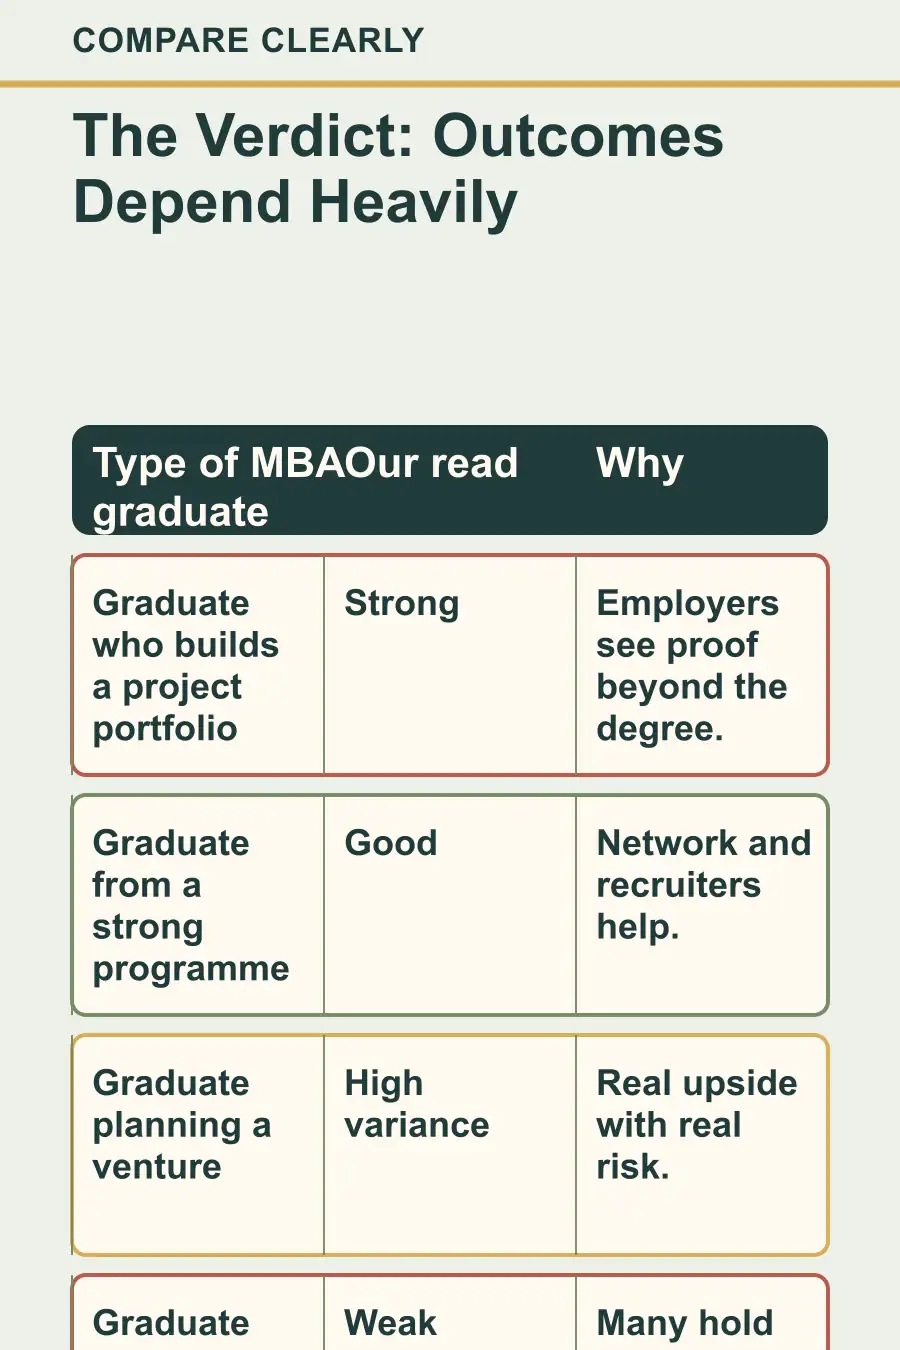 COMPARE CLEARLY
The Verdict: Outcomes
Depend Heavily
Type of MBA
graduate
Our read
Why
Graduate
who builds
a project
portfolio
Strong
Employers
see proof
beyond the
degree.
Graduate
from a
strong
programme
Good
Network and
recruiters
help.
Graduate
planning a
venture
High
variance
Real upside
with real
risk.
Graduate
Weak
Many hold